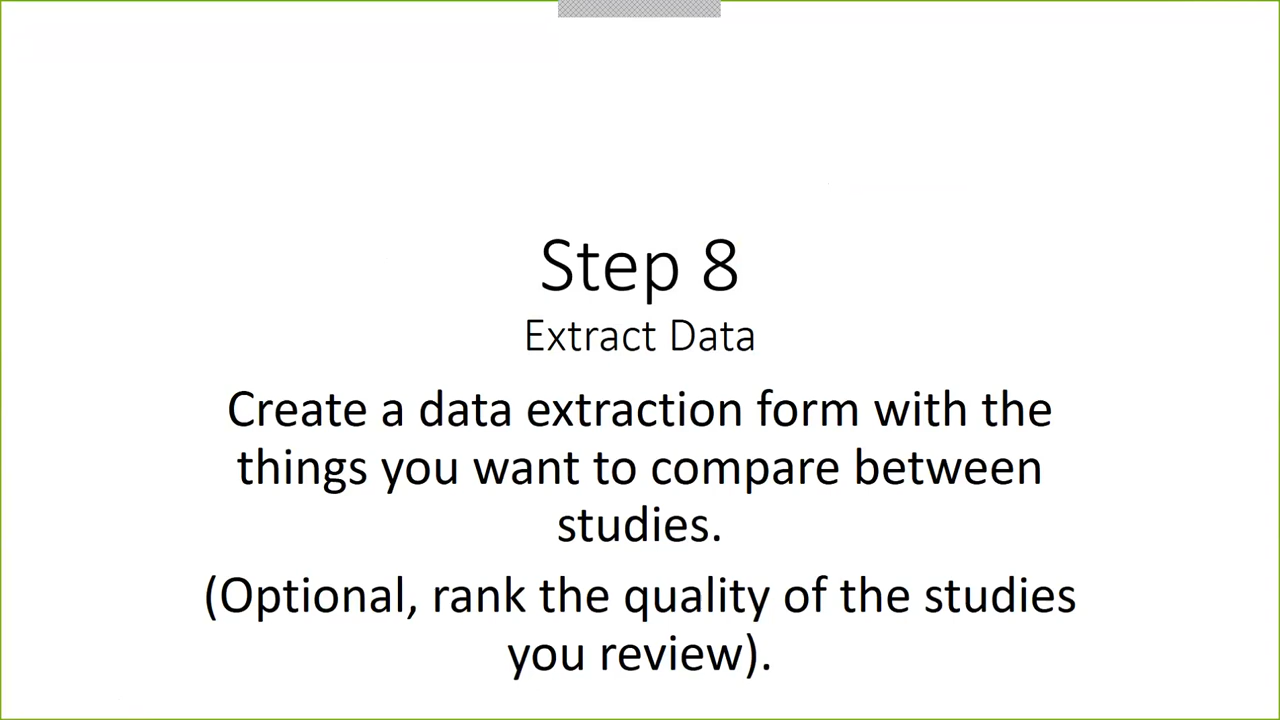 Step 8
Extract Data
Create a data extraction form with the
things you want to compare between
studies.
(Optional, rank the quality of the studies
you review).